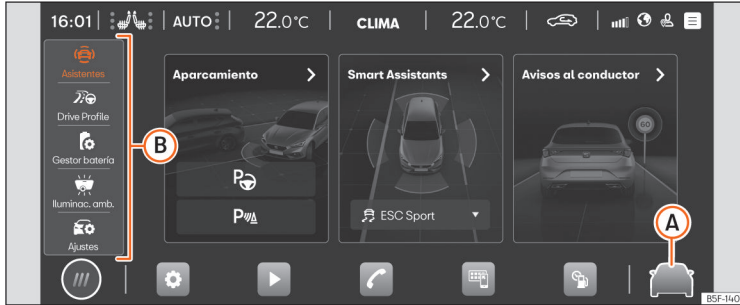 16:01 AUTO 22.0°C CLIMA 22.0°C
Asistentes
Drive Profile
Gestor batería
Iluminac. amb.
Ajustes
B
Aparcamiento
P
P
Smart Assistants
ESC Sport
Avisos al conductor
60
A
B5F-140